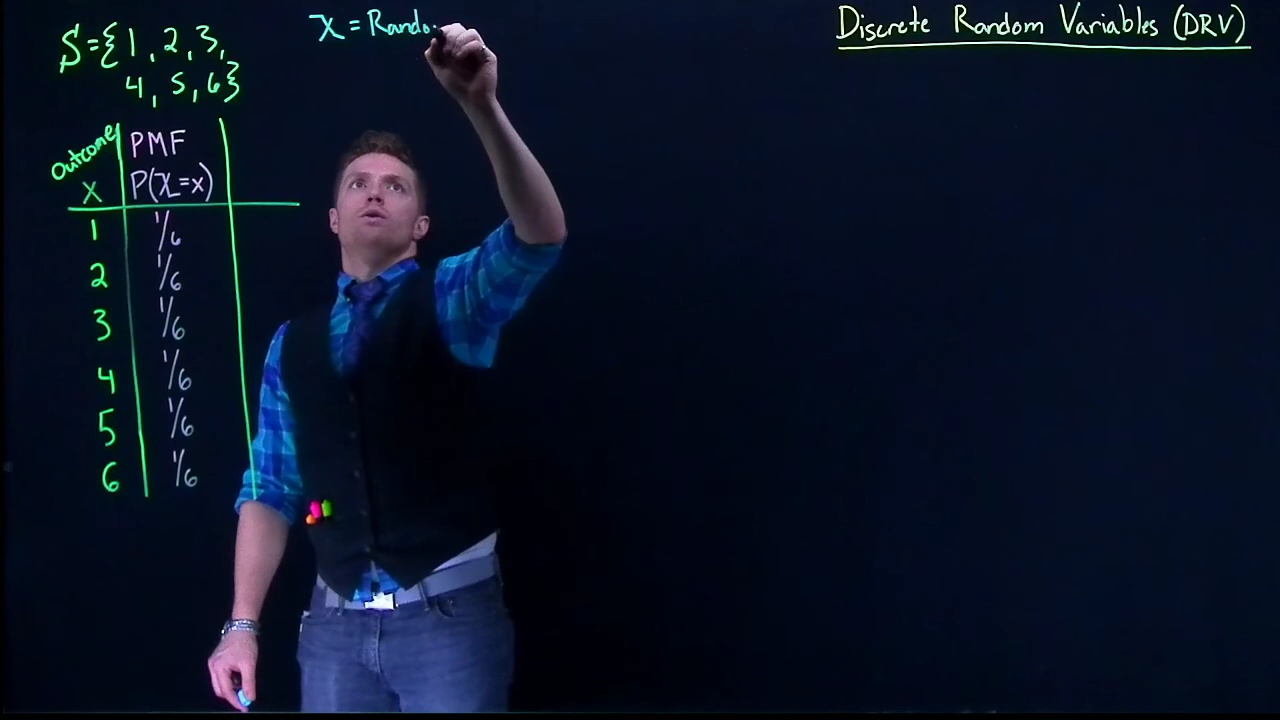 S={1, 2, 3,
4, 5, 6}
X = Rando
Discrete Random Variables (DRV)
Outcome
x
PMF
P(X=x)
1 1/6
2 1/6
3 1/6
4 1/6
5 1/6
6 1/6